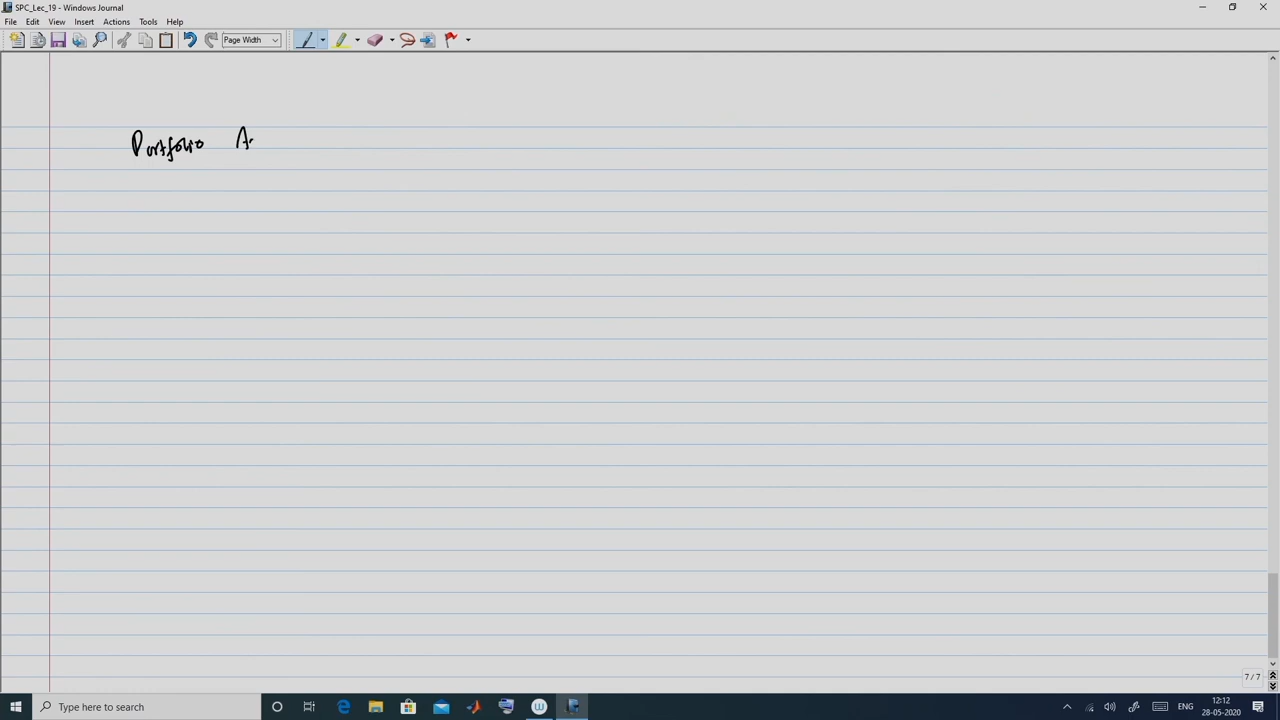 SPC_Lec_19 - Windows Journal
File Edit View Insert Actions Tools Help
Page Width
Portfolio A
7 / 7
Type here to search
ENG
12:12
28-05-2020